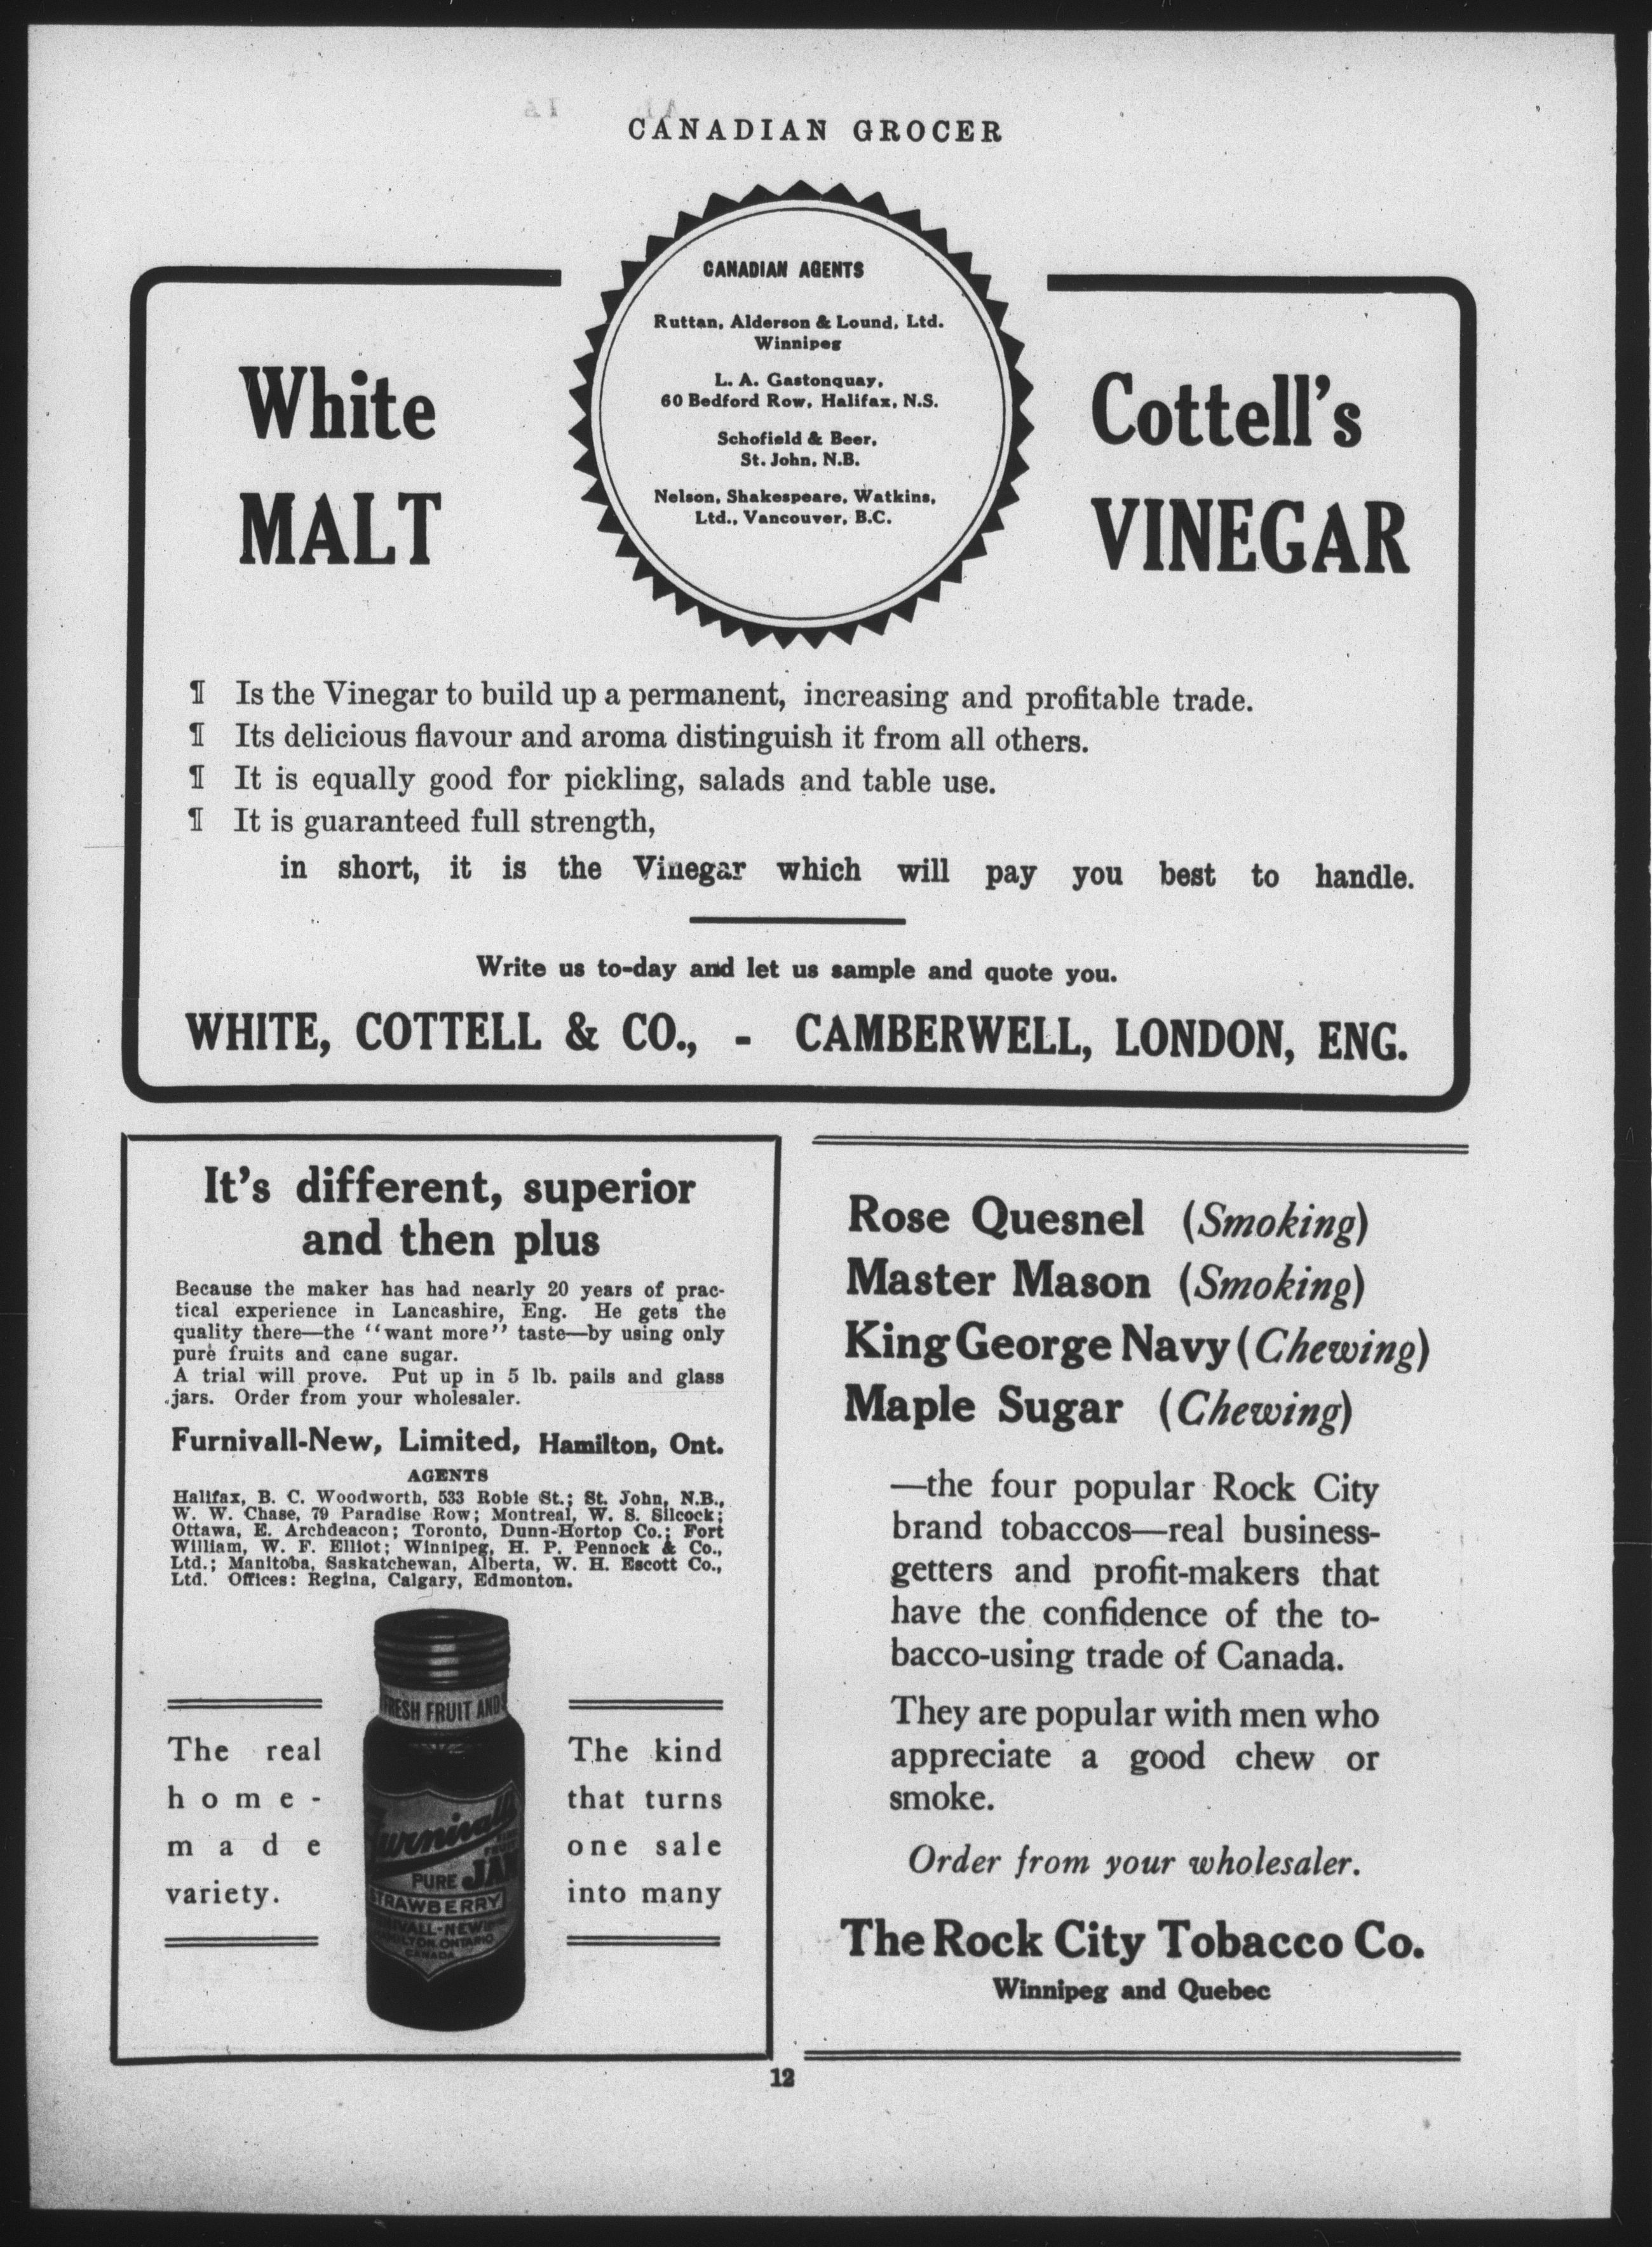 CANADIAN GROCER
White
MALT
CANADIAN AGENTS
Ruttan, Alderson & Lound, Ltd.
Winnipeg
L. A. Gastonquay,
60 Bedford Row, Halifax, N.S.
Schofield & Beer,
St. John, N.B.
Nelson, Shakespeare, Watkins,
Ltd., Vancouver, B.C.
Cottell's
VINEGAR
¶ Is the Vinegar to build up a permanent, increasing and profitable trade.
¶ Its delicious flavour and aroma distinguish it from all others.
¶ It is equally good for pickling, salads and table use.
¶ It is guaranteed full strength,
in short, it is the Vinegar which will pay you best to handle.
Write us to-day and let us sample and quote you.
WHITE, COTTELL & CO., - CAMBERWELL, LONDON, ENG.
It's different, superior
and then plus
Because the maker has had nearly 20 years of prac-
tical experience in Lancashire, Eng. He gets the
quality there—the "want more" taste—by using only
pure fruits and cane sugar.
A trial will prove. Put up in 5 lb. pails and glass
jars. Order from your wholesaler.
Furnivall-New, Limited, Hamilton, Ont.
AGENTS
Halifax, B. C. Woodworth, 533 Robie St.; St. John, N.B.,
W. W. Chase, 79 Paradise Row; Montreal, W. S. Silcock;
Ottawa, E. Archdeacon; Toronto, Dunn-Hortop Co.; Fort
William, W. F. Elliot; Winnipeg, H. P. Pennock & Co.,
Ltd.; Manitoba, Saskatchewan, Alberta, W. H. Escott Co.,
Ltd. Offices: Regina, Calgary, Edmonton.
The real
home-
made
variety.
FRESH FRUIT AND
Furnivall
PURE JAM
STRAWBERRY
FURNIVALL-NEW
HAMILTON, ONTARIO
CANADA
The kind
that turns
one sale
into many
Rose Quesnel (Smoking)
Master Mason (Smoking)
King George Navy (Chewing)
Maple Sugar (Chewing)
—the four popular Rock City
brand tobaccos—real business-
getters and profit-makers that
have the confidence of the to-
bacco-using trade of Canada.
They are popular with men who
appreciate a good chew or
smoke.
Order from your wholesaler.
The Rock City Tobacco Co.
Winnipeg and Quebec
12